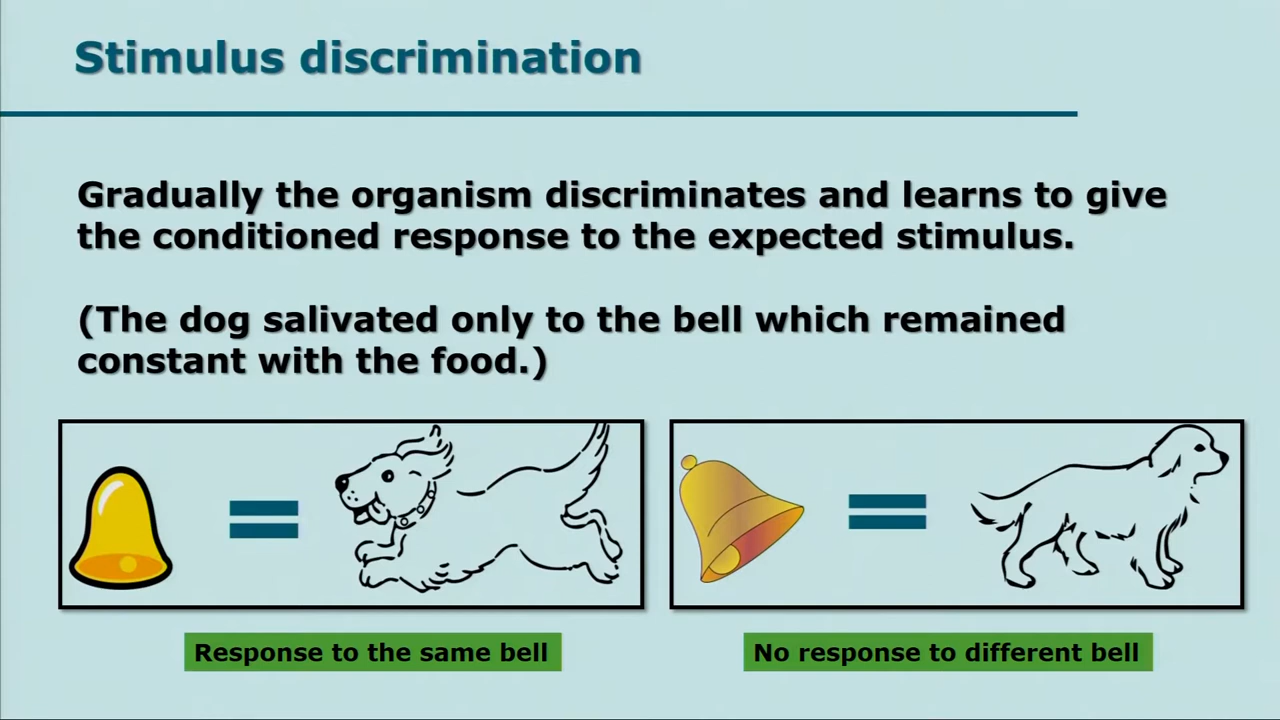 Stimulus discrimination
Gradually the organism discriminates and learns to give
the conditioned response to the expected stimulus.
(The dog salivated only to the bell which remained
constant with the food.)
=
=
Response to the same bell
No response to different bell